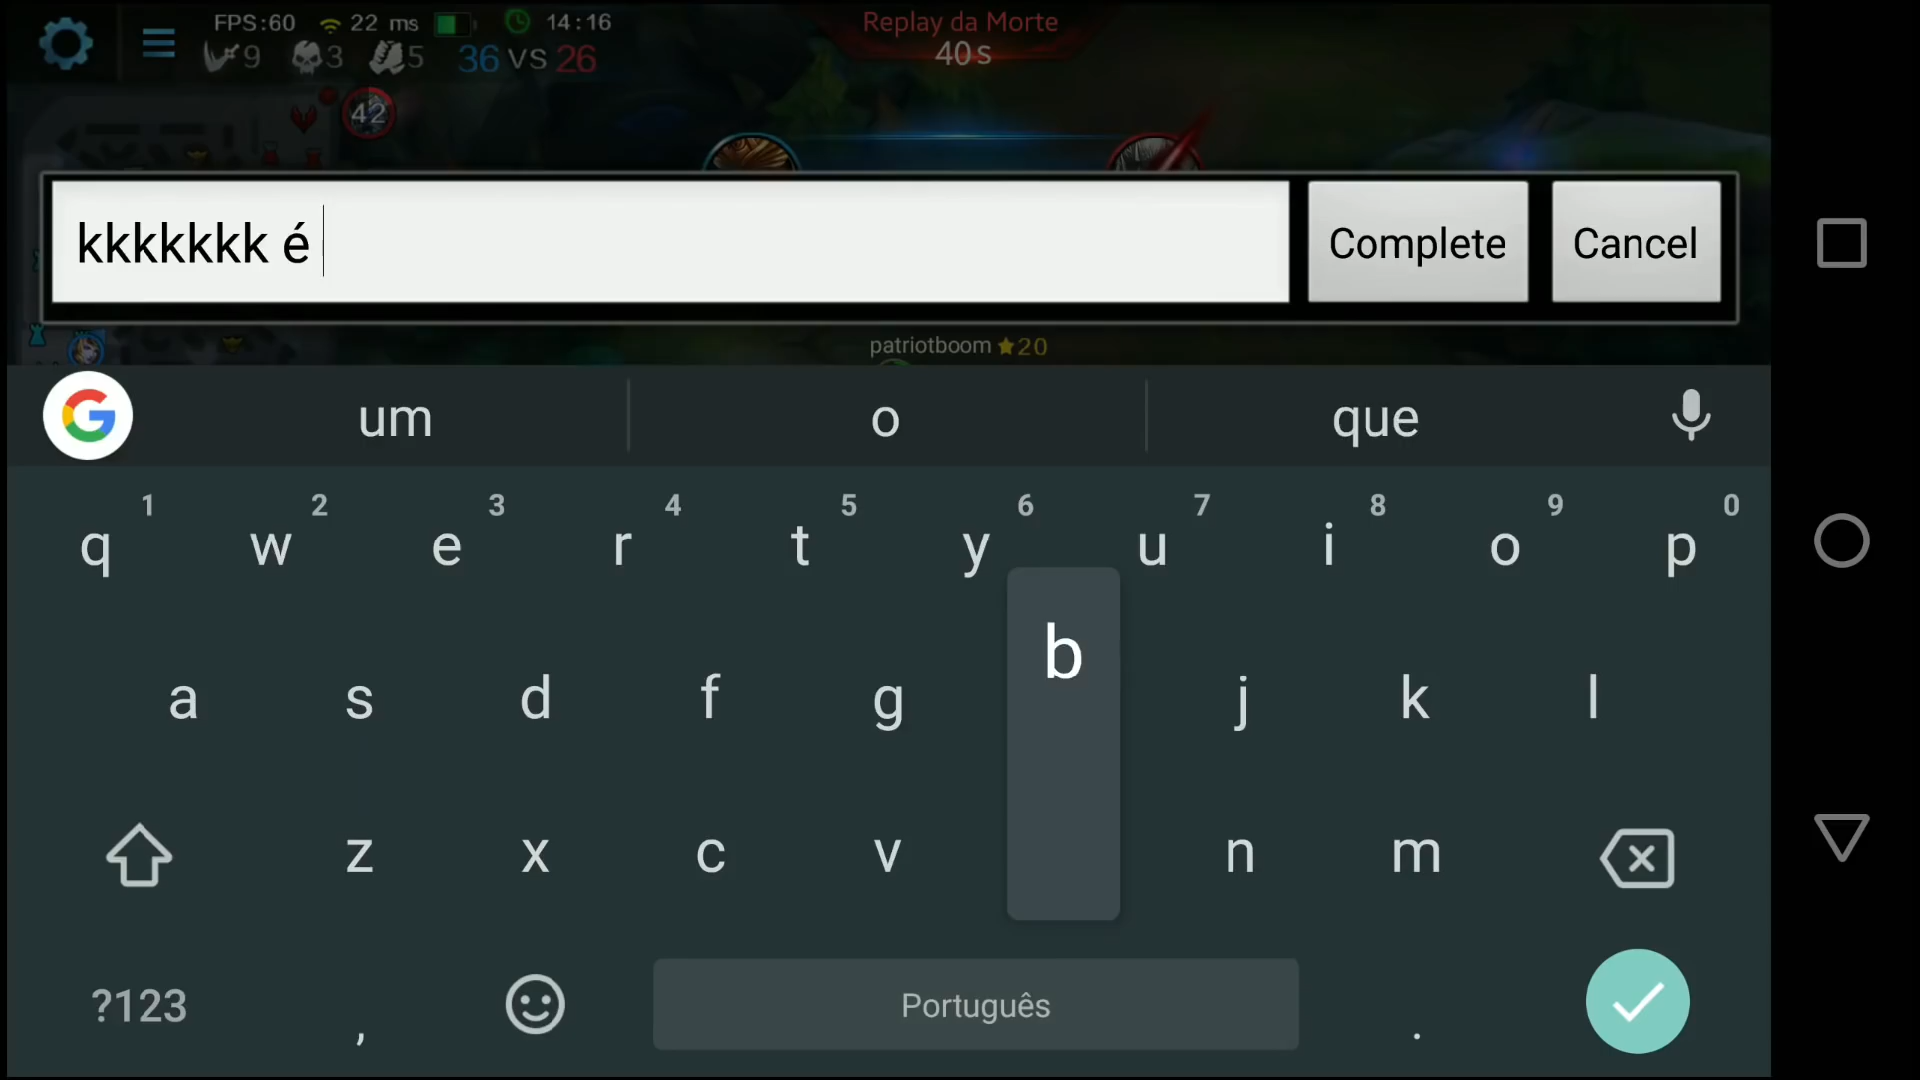 FPS:60 22 ms 14:16
9 3 5 36 VS 26
Replay da Morte
40s
42
kkkkkkk é
Complete
Cancel
patriotboom 20
um o que
1 2 3 4 5 6 7 8 9 0
q w e r t y u i o p
a s d f g j k l
b
z x c v n m
?123 , Português .